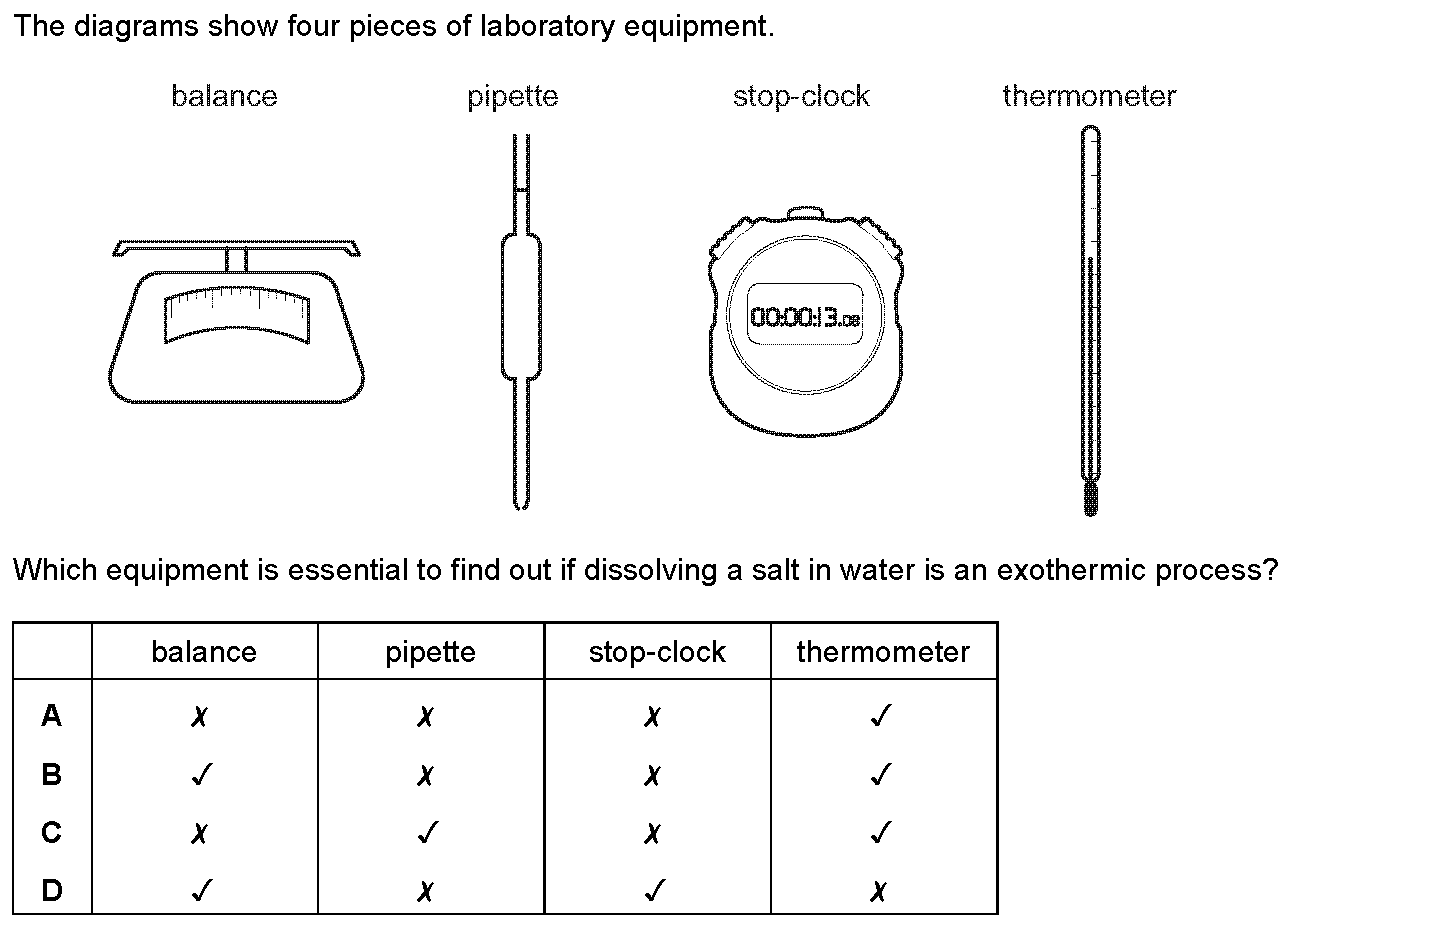 The diagrams show four pieces of laboratory equipment.
balance pipette stop-clock thermometer
00:00:13.08
Which equipment is essential to find out if dissolving a salt in water is an exothermic process?
balance pipette stop-clock thermometer
A ✗ ✗ ✗ ✓
B ✓ ✗ ✗ ✓
C ✗ ✓ ✗ ✓
D ✓ ✗ ✓ ✗